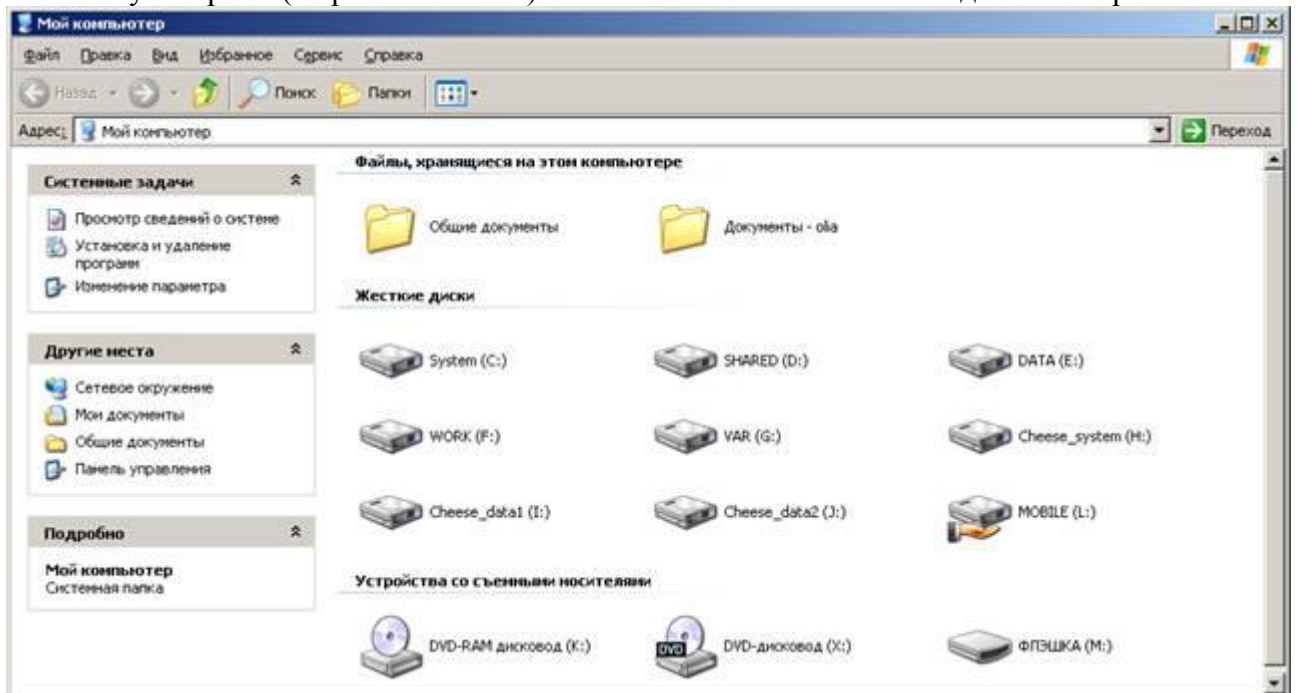 Мой компьютер
Файл Правка Вид Избранное Сервис Справка
Назад Поиск Папки
Адрес: Мой компьютер Переход
Системные задачи
Просмотр сведений о системе
Установка и удаление
программ
Изменение параметра
Другие места
Сетевое окружение
Мои документы
Общие документы
Панель управления
Подробно
Мой компьютер
Системная папка
Файлы, хранящиеся на этом компьютере
Общие документы Документы - olia
Жесткие диски
System (C:) SHARED (D:) DATA (E:)
WORK (F:) VAR (G:) Cheese_system (H:)
Cheese_data1 (I:) Cheese_data2 (J:) MOBILE (L:)
Устройства со съемными носителями
DVD-RAM дисковод (K:) DVD-дисковод (X:) ФЛЭШКА (M:)
DVD